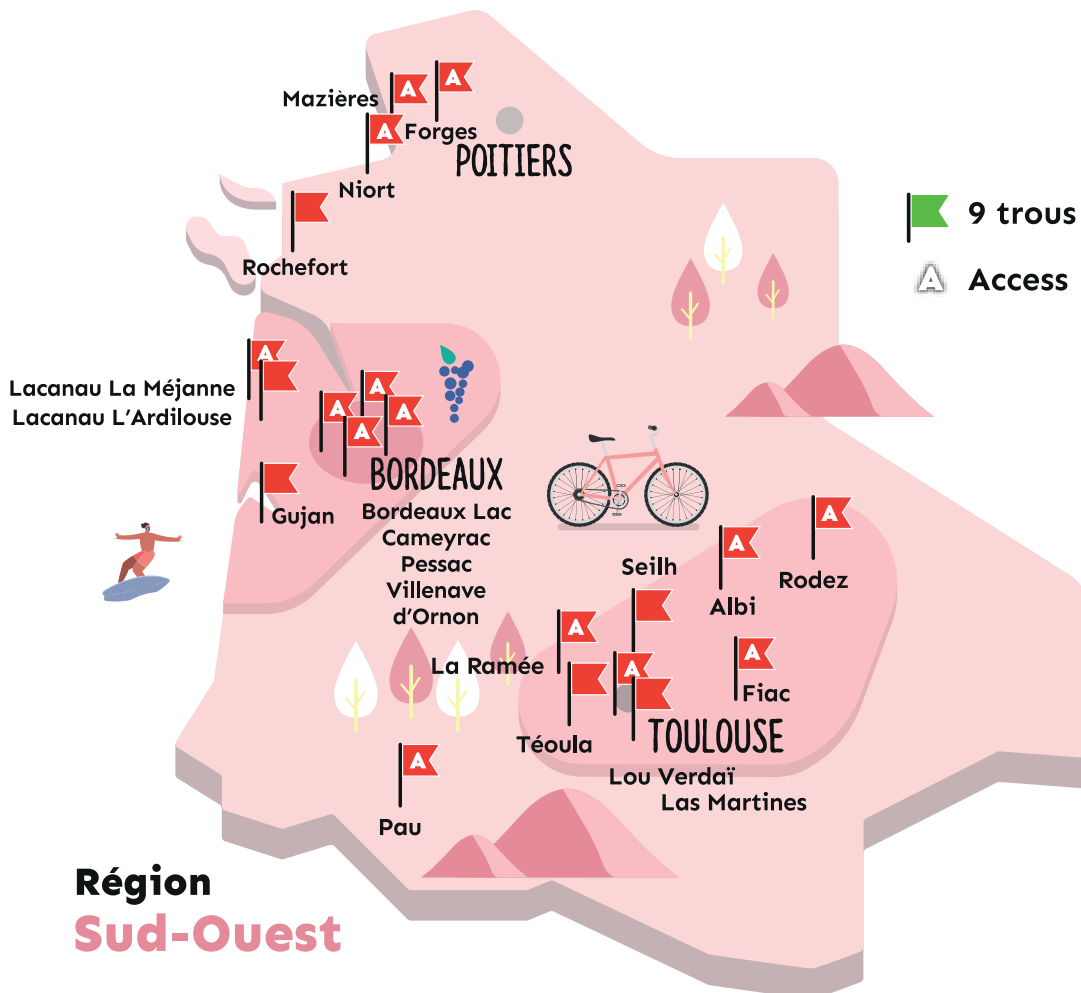 A
A
Mazières
A
Forges
POITIERS
Niort
9 trous
Rochefort
A Access
A
Lacanau La Méjanne
Lacanau L'Ardilouse
A
A
A
A
BORDEAUX
Gujan
Bordeaux Lac
Cameyrac
Pessac
Villenave
d'Ornon
A
Rodez
A
Albi
Seilh
A
La Ramée
A
Fiac
A
Téoula
TOULOUSE
Lou Verdaï
Las Martines
A
Pau
Région
Sud-Ouest